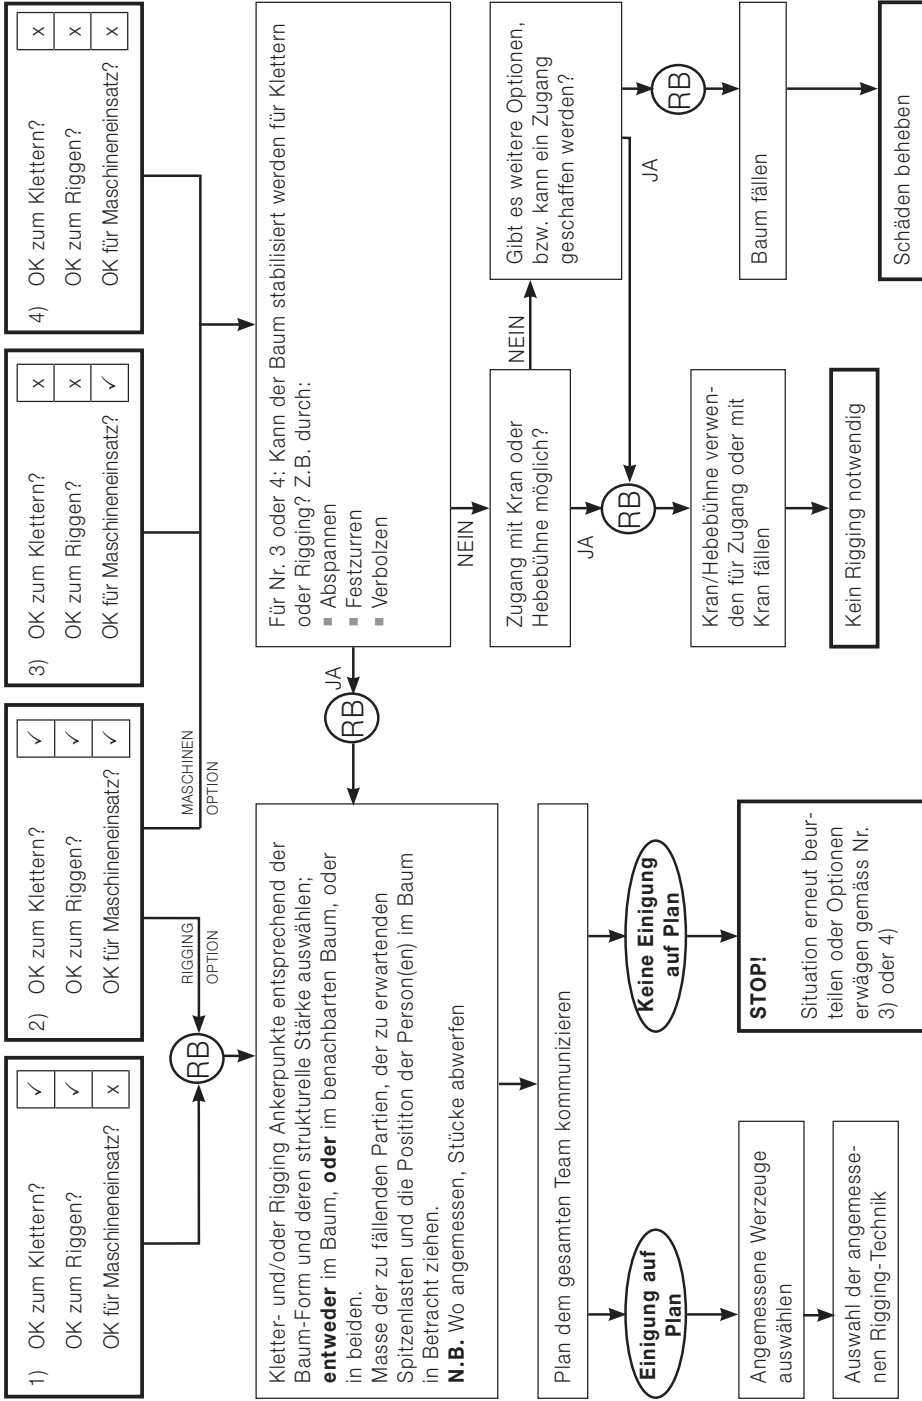 1) OK zum Klettern? ✓
OK zum Riggen? ✓
OK für Maschineneinsatz? x
2) OK zum Klettern? ✓
OK zum Riggen? ✓
OK für Maschineneinsatz? ✓
3) OK zum Klettern? x
OK zum Riggen? x
OK für Maschineneinsatz? ✓
4) OK zum Klettern? x
OK zum Riggen? x
OK für Maschineneinsatz? x
RIGGING
OPTION
MASCHINEN
OPTION
RB
Kletter- und/oder Rigging Ankerpunkte entsprechend der
Baum-Form und deren strukturelle Stärke auswählen;
entweder im Baum, oder im benachbarten Baum, oder
in beiden.
Masse der zu fällenden Partien, der zu erwartenden
Spitzenlasten und die Positition der Person(en) im Baum
in Betracht ziehen.
N.B. Wo angemessen, Stücke abwerfen
JA
RB
Für Nr. 3 oder 4: Kann der Baum stabilisiert werden für Klettern
oder Rigging? Z.B. durch:
■ Abspannen
■ Festzurren
■ Verbolzen
NEIN
Zugang mit Kran oder
Hebebühne möglich?
NEIN
JA
Gibt es weitere Optionen,
bzw. kann ein Zugang
geschaffen werden?
JA
RB
RB
Plan dem gesamten Team kommunizieren
Einigung auf
Plan
Keine Einigung
auf Plan
Kran/Hebebühne verwen-
den für Zugang oder mit
Kran fällen
Baum fällen
Angemessene Werzeuge
auswählen
STOP!
Situation erneut beur-
teilen oder Optionen
erwägen gemäss Nr.
3) oder 4)
Kein Rigging notwendig
Schäden beheben
Auswahl der angemesse-
nen Rigging-Technik